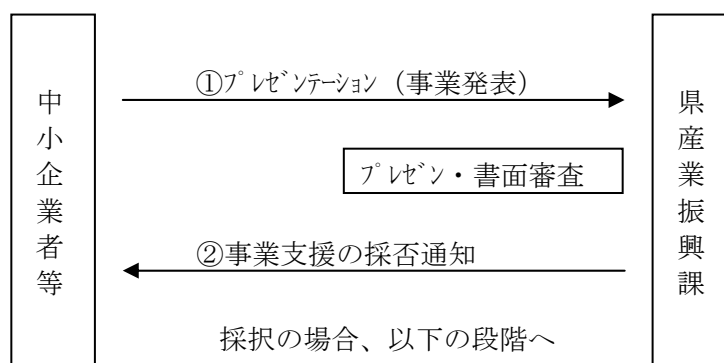 中小企業者等
①ﾌﾟﾚｾﾞﾝﾃｰｼｮﾝ（事業発表）
ﾌﾟﾚｾﾞﾝ・書面審査
②事業支援の採否通知
採択の場合、以下の段階へ
県産業振興課